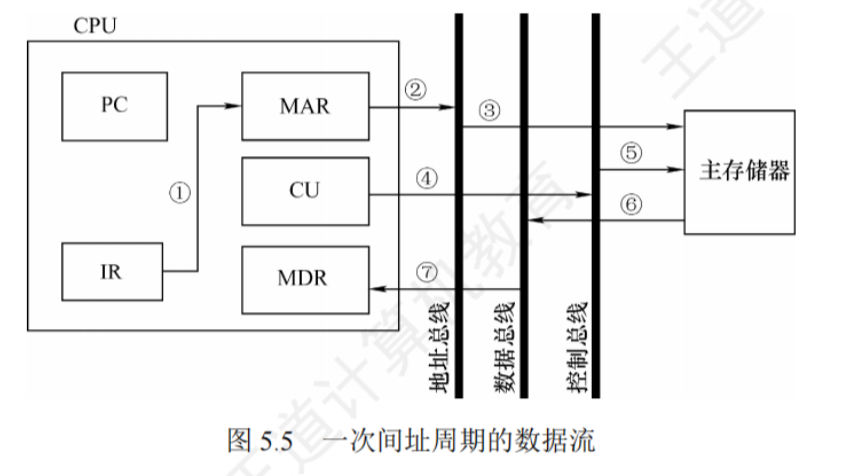 CPU
PC
MAR
CU
IR
MDR
①
②
③
④
⑤
⑥
⑦
主存储器
地址总线
数据总线
控制总线
图 5.5 一次间址周期的数据流
王道计算机教育
王道